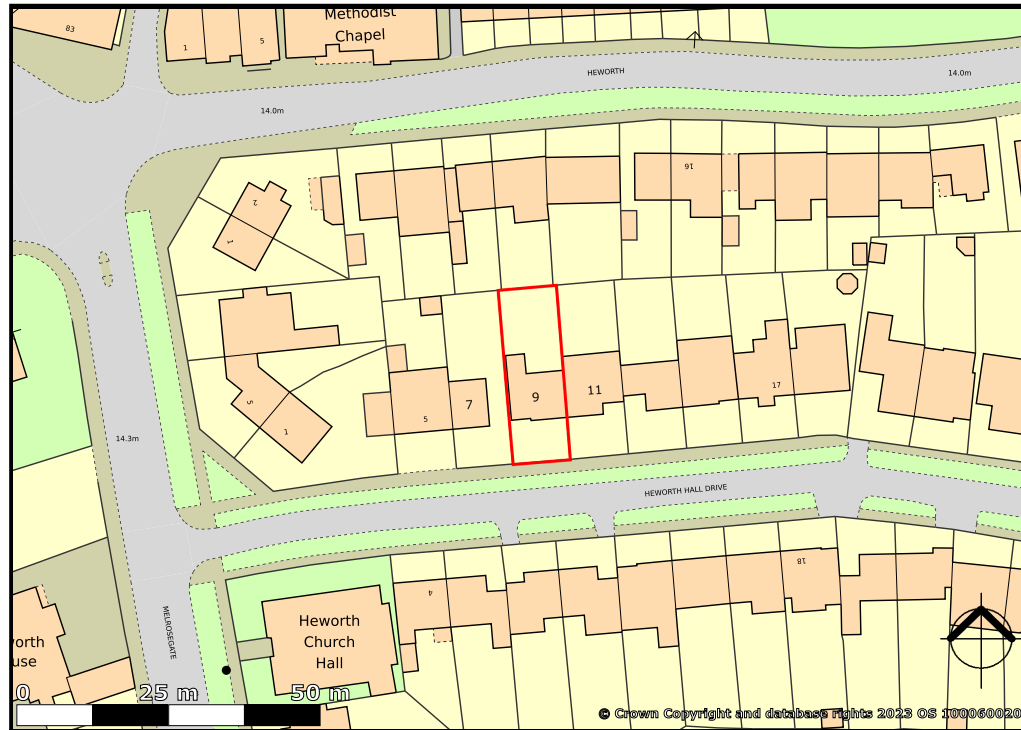 83
1
5
Methodist
Chapel
HEWORTH
14.0m
14.0m
16
2
1
5
1
5
7
9
11
17
14.3m
HEWORTH HALL DRIVE
4
18
MELROSEGATE
Heworth
Church
Hall
orth
use
0 25 m 50 m
© Crown Copyright and database rights 2023 OS 100060020